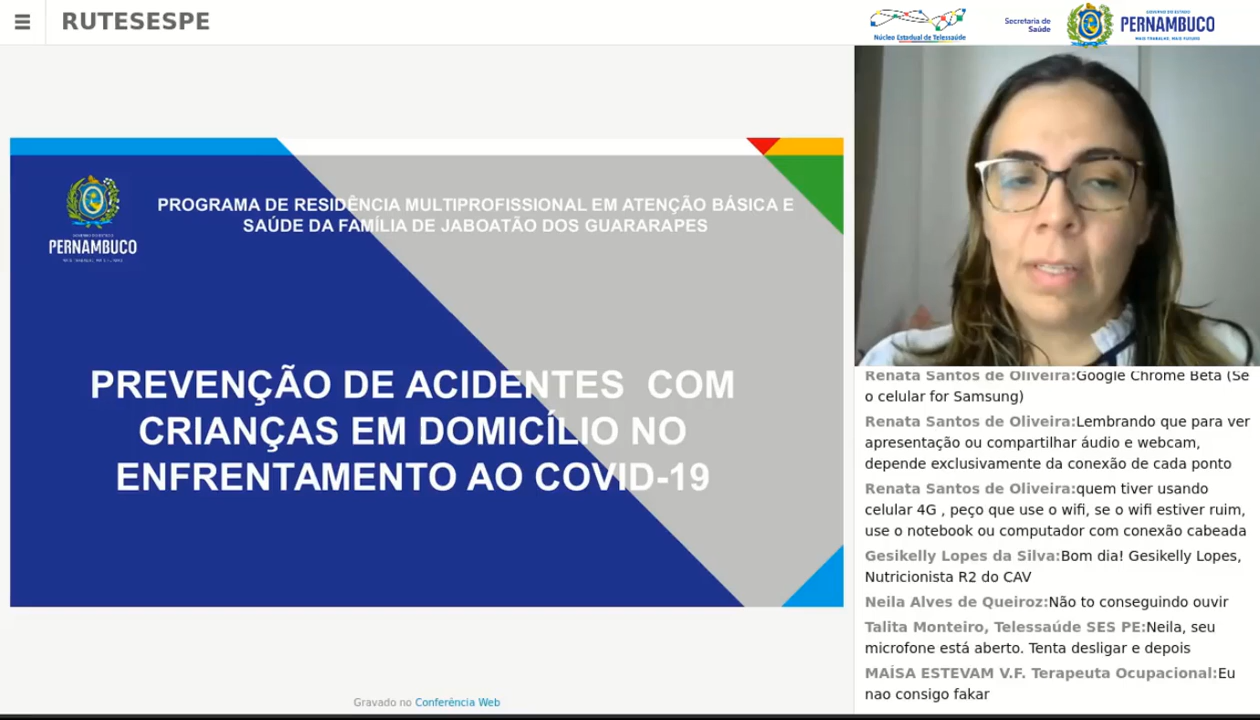 RUTESESPE
Núcleo Estadual de Telessaúde
Secretaria de
Saúde
GOVERNO DO ESTADO
PERNAMBUCO
MAIS TRABALHO, MAIS FUTURO.
PROGRAMA DE RESIDÊNCIA MULTIPROFISSIONAL EM ATENÇÃO BÁSICA E
SAÚDE DA FAMÍLIA DE JABOATÃO DOS GUARARAPES
PERNAMBUCO
PREVENÇÃO DE ACIDENTES COM
CRIANÇAS EM DOMICÍLIO NO
ENFRENTAMENTO AO COVID-19
Gravado no Conferência Web
Renata Santos de Oliveira:Google Chrome Beta (Se
o celular for Samsung)
Renata Santos de Oliveira:Lembrando que para ver
apresentação ou compartilhar áudio e webcam,
depende exclusivamente da conexão de cada ponto
Renata Santos de Oliveira:quem tiver usando
celular 4G , peço que use o wifi, se o wifi estiver ruim,
use o notebook ou computador com conexão cabeada
Gesikelly Lopes da Silva:Bom dia! Gesikelly Lopes,
Nutricionista R2 do CAV
Neila Alves de Queiroz:Não to conseguindo ouvir
Talita Monteiro, Telessaúde SES PE:Neila, seu
microfone está aberto. Tenta desligar e depois
MAÍSA ESTEVAM V.F. Terapeuta Ocupacional:Eu
nao consigo fakar